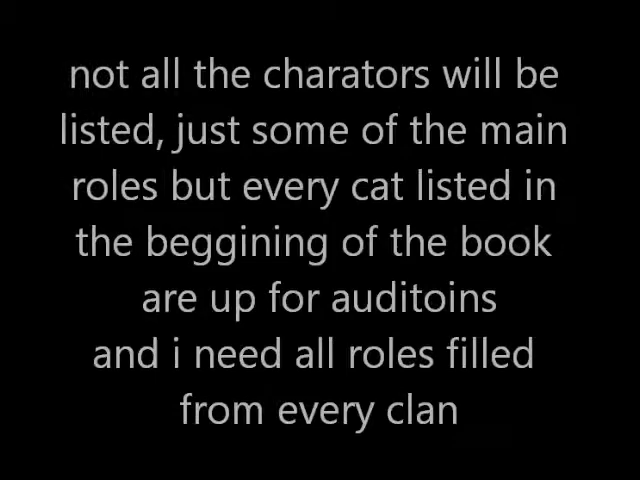 not all the charators will be
listed, just some of the main
roles but every cat listed in
the beggining of the book
are up for auditoins
and i need all roles filled
from every clan